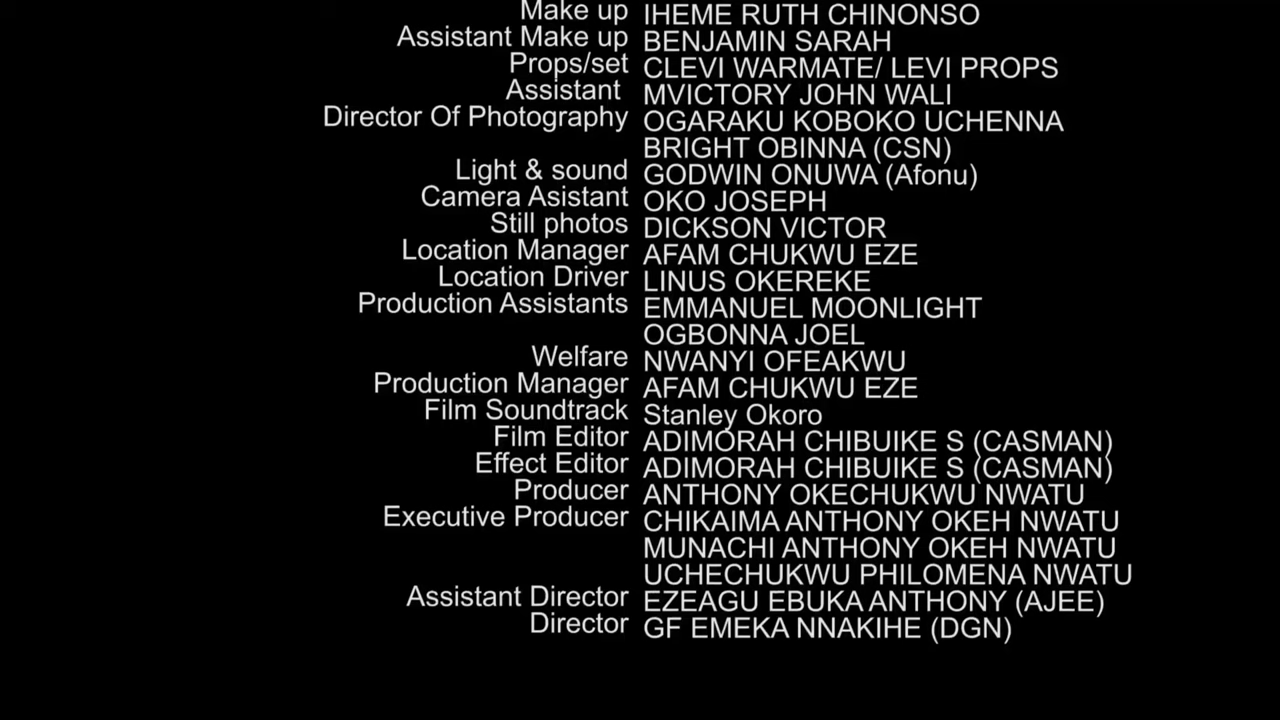 Make up IHEME RUTH CHINONSO
Assistant Make up BENJAMIN SARAH
Props/set CLEVI WARMATE/ LEVI PROPS
Assistant MVICTORY JOHN WALI
Director Of Photography OGARAKU KOBOKO UCHENNA
BRIGHT OBINNA (CSN)
Light & sound GODWIN ONUWA (Afonu)
Camera Asistant OKO JOSEPH
Still photos DICKSON VICTOR
Location Manager AFAM CHUKWU EZE
Location Driver LINUS OKEREKE
Production Assistants EMMANUEL MOONLIGHT
OGBONNA JOEL
Welfare NWANYI OFEAKWU
Production Manager AFAM CHUKWU EZE
Film Soundtrack Stanley Okoro
Film Editor ADIMORAH CHIBUIKE S (CASMAN)
Effect Editor ADIMORAH CHIBUIKE S (CASMAN)
Producer ANTHONY OKECHUKWU NWATU
Executive Producer CHIKAIMA ANTHONY OKEH NWATU
MUNACHI ANTHONY OKEH NWATU
UCHECHUKWU PHILOMENA NWATU
Assistant Director EZEAGU EBUKA ANTHONY (AJEE)
Director GF EMEKA NNAKIHE (DGN)